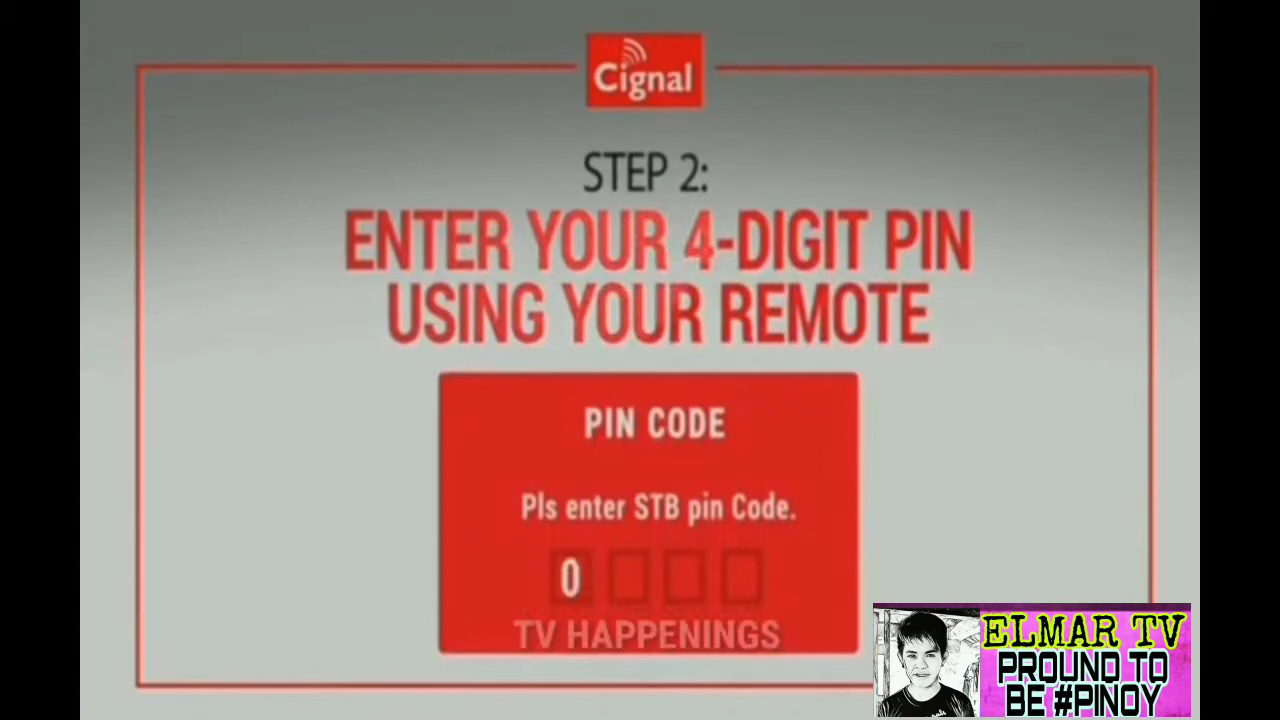 Cignal
STEP 2:
ENTER YOUR 4-DIGIT PIN
USING YOUR REMOTE
PIN CODE
Pls enter STB pin Code.
0
TV HAPPENINGS
ELMAR TV
PROUND TO
BE #PINOY